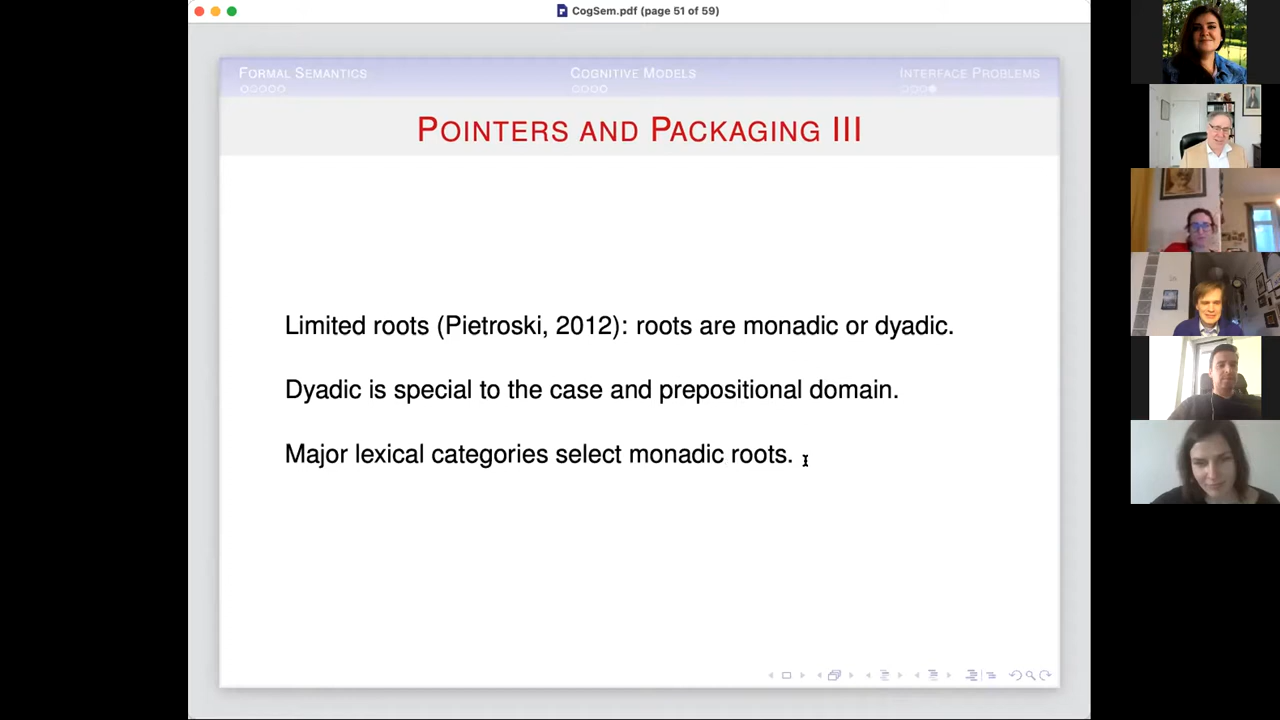 CogSem.pdf (page 51 of 59)
FORMAL SEMANTICS
COGNITIVE MODELS
INTERFACE PROBLEMS
POINTERS AND PACKAGING III
Limited roots (Pietroski, 2012): roots are monadic or dyadic.
Dyadic is special to the case and prepositional domain.
Major lexical categories select monadic roots.